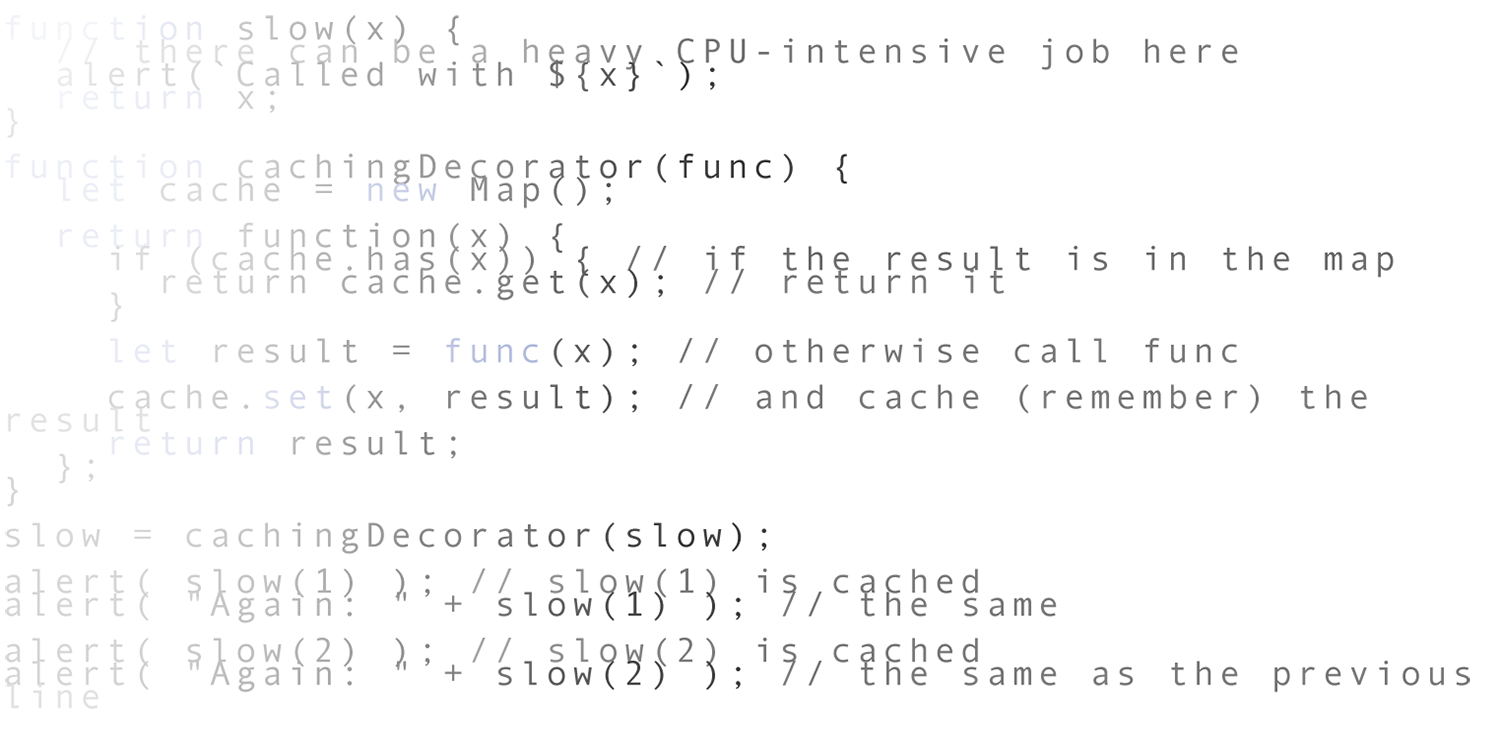 function slow(x) {
  // there can be a heavy CPU-intensive job here
  alert(`Called with ${x}`);
  return x;
}
function cachingDecorator(func) {
  let cache = new Map();
  return function(x) {
    if (cache.has(x)) { // if the result is in the map
      return cache.get(x); // return it
    }
    let result = func(x); // otherwise call func
    cache.set(x, result); // and cache (remember) the
result
    return result;
  };
}
slow = cachingDecorator(slow);
alert( slow(1) ); // slow(1) is cached
alert( "Again: " + slow(1) ); // the same
alert( slow(2) ); // slow(2) is cached
alert( "Again: " + slow(2) ); // the same as the previous
line